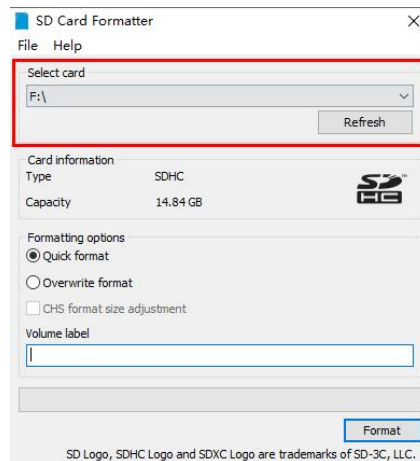 SD Card Formatter
File Help
Select card
F:\
Refresh
Card information
Type SDHC
Capacity 14.84 GB
SD HC
Formatting options
Quick format
Overwrite format
CHS format size adjustment
Volume label
Format
SD Logo, SDHC Logo and SDXC Logo are trademarks of SD-3C, LLC.